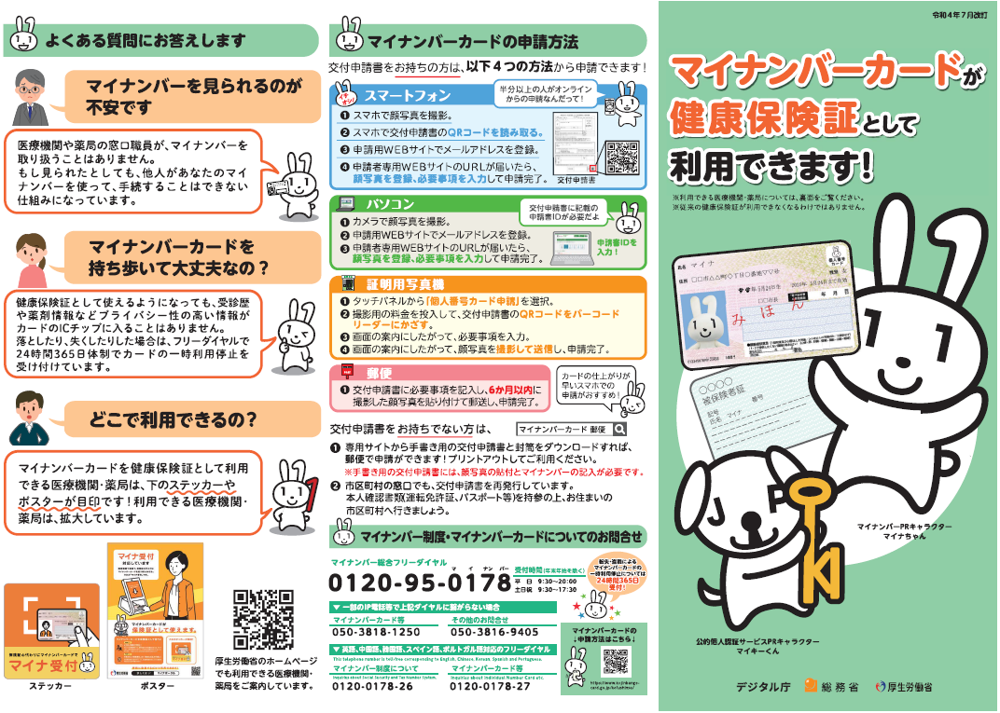 よくある質問にお答えします
マイナンバーを見られるのが
不安です
医療機関や薬局の窓口職員が、マイナンバーを
取り扱うことはありません。
もし見られたとしても、他人があなたのマイ
ナンバーを使って、手続することはできない
仕組みになっています。
マイナンバーカードを
持ち歩いて大丈夫なの？
健康保険証として使えるようになっても、受診歴
や薬剤情報などプライバシー性の高い情報が
カードのICチップに入ることはありません。
落としたり、失くしたりした場合は、フリーダイヤルで
24時間365日体制でカードの一時利用停止を
受け付けています。
どこで利用できるの？
マイナンバーカードを健康保険証として利用
できる医療機関・薬局は、下のステッカーや
ポスターが目印です！利用できる医療機関・
薬局は、拡大しています。
マイナ受付
ステッカー
マイナ受付
対応しています
マイナンバーカードが
保険証として使えます。
ポスター
厚生労働省のホームページ
でも利用できる医療機関・
薬局をご案内しています。
マイナンバーカードの申請方法
交付申請書をお持ちの方は、以下４つの方法から申請できます！
イチオシ
スマートフォン
半分以上の人がオンライン
からの申請なんだって！
❶ スマホで顔写真を撮影。
❷ スマホで交付申請書のQRコードを読み取る。
❸ 申請用WEBサイトでメールアドレスを登録。
❹ 申請者専用WEBサイトのURLが届いたら、
顔写真を登録、必要事項を入力して申請完了。
交付申請書
パソコン
交付申請書に記載の
申請書IDが必要だよ
❶ カメラで顔写真を撮影。
❷ 申請用WEBサイトでメールアドレスを登録。
❸ 申請者専用WEBサイトのURLが届いたら、
顔写真を登録、必要事項を入力して申請完了。
申請書IDを
入力！
証明用写真機
❶ タッチパネルから「個人番号カード申請」を選択。
❷ 撮影用の料金を投入して、交付申請書のQRコードをバーコード
リーダーにかざす。
❸ 画面の案内にしたがって、必要事項を入力。
❹ 画面の案内にしたがって、顔写真を撮影して送信し、申請完了。
郵便
❶ 交付申請書に必要事項を記入し、6か月以内に
撮影した顔写真を貼り付けて郵送し、申請完了。
カードの仕上がりが
早いスマホでの
申請がおすすめ！
交付申請書をお持ちでない方は、
マイナンバーカード 郵便
❶ 専用サイトから手書き用の交付申請書と封筒をダウンロードすれば、
郵便で申請ができます！プリントアウトしてご利用ください。
※手書き用の交付申請書には、顔写真の貼付とマイナンバーの記入が必要です。
❷ 市区町村の窓口でも、交付申請書を再発行しています。
本人確認書類（運転免許証、パスポート等）を持参の上、お住まいの
市区町村へ行きましょう。
マイナンバー制度・マイナンバーカードについてのお問合せ
マイナンバー総合フリーダイヤル
マイナンバー
0120-95-0178
受付時間（年末年始を除く）
平　日　9:30〜20:00
土日祝　9:30〜17:30
紛失・盗難による
マイナンバーカードの
一時利用停止については
24時間365日
受付！
▼ 一部のIP電話等で上記ダイヤルに繋がらない場合
マイナンバーカード等
050-3818-1250
その他のお問合せ
050-3816-9405
▼ 英語、中国語、韓国語、スペイン語、ポルトガル語対応のフリーダイヤル
This telephone number is toll-free corresponding to English, Chinese, Korean, Spanish and Portuguese.
マイナンバー制度について
Inquiries about Social Security and Tax Number System.
0120-0178-26
マイナンバーカード等
Inquiries about Individual Number Card etc.
0120-0178-27
マイナンバーカードの
↓申請方法はこちら↓
令和４年７月改訂
マイナンバーカードが
健康保険証として
利用できます！
※利用できる医療機関・薬局については、裏面をご覧ください。
※従来の健康保険証が利用できなくなるわけではありません。
氏名 マイナ
住所 □□市△△町◇丁目○番地▽▽号
個人番号
カード
□□市長
みほん
○○○○
被保険者証
記号　マイナ　番号
氏名
マイナンバーPRキャラクター
マイナちゃん
公的個人認証サービスPRキャラクター
マイキーくん
デジタル庁
総務省
厚生労働省